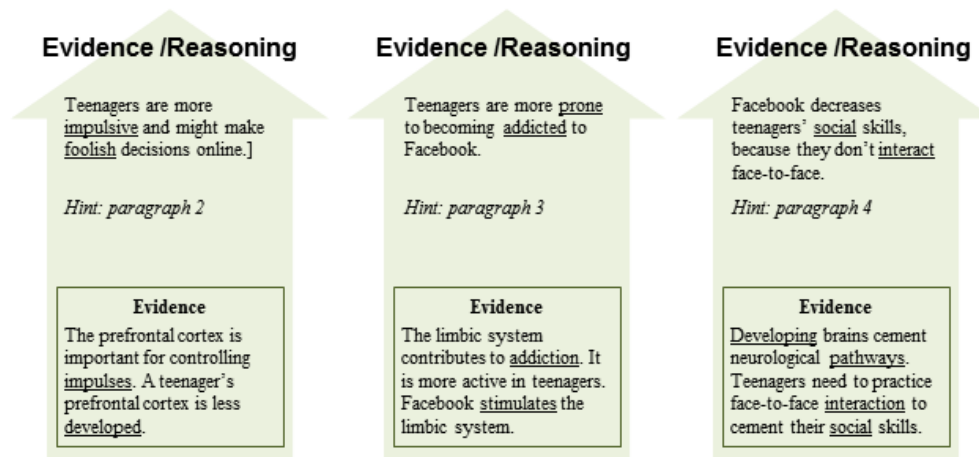 Evidence /Reasoning
Teenagers are more
impulsive and might make
foolish decisions online.]
Hint: paragraph 2
Evidence
The prefrontal cortex is
important for controlling
impulses. A teenager's
prefrontal cortex is less
developed.
Evidence /Reasoning
Teenagers are more prone
to becoming addicted to
Facebook.
Hint: paragraph 3
Evidence
The limbic system
contributes to addiction. It
is more active in teenagers.
Facebook stimulates the
limbic system.
Evidence /Reasoning
Facebook decreases
teenagers' social skills,
because they don't interact
face-to-face.
Hint: paragraph 4
Evidence
Developing brains cement
neurological pathways.
Teenagers need to practice
face-to-face interaction to
cement their social skills.